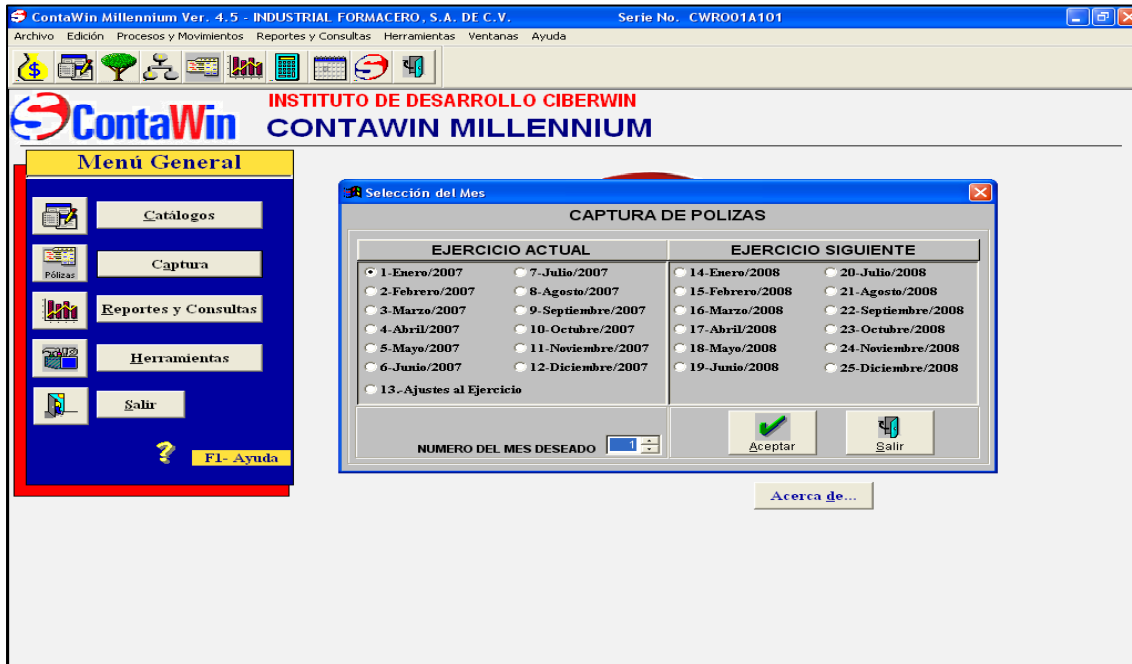 ContaWin Millennium Ver. 4.5 - INDUSTRIAL FORMACERO, S.A. DE C.V. Serie No. CWRO01A101
Archivo Edición Procesos y Movimientos Reportes y Consultas Herramientas Ventanas Ayuda
INSTITUTO DE DESARROLLO CIBERWIN
ContaWin CONTAWIN MILLENNIUM
Menú General
Catálogos
Pólizas
Captura
Reportes y Consultas
Herramientas
Salir
F1- Ayuda
Selección del Mes
CAPTURA DE POLIZAS
EJERCICIO ACTUAL EJERCICIO SIGUIENTE
1-Enero/2007 7-Julio/2007 14-Enero/2008 20-Julio/2008
2-Febrero/2007 8-Agosto/2007 15-Febrero/2008 21-Agosto/2008
3-Marzo/2007 9-Septiembre/2007 16-Marzo/2008 22-Septiembre/2008
4-Abril/2007 10-Octubre/2007 17-Abril/2008 23-Octubre/2008
5-Mayo/2007 11-Noviembre/2007 18-Mayo/2008 24-Noviembre/2008
6-Junio/2007 12-Diciembre/2007 19-Junio/2008 25-Diciembre/2008
13.-Ajustes al Ejercicio
NUMERO DEL MES DESEADO 1
Aceptar Salir
Acerca de...